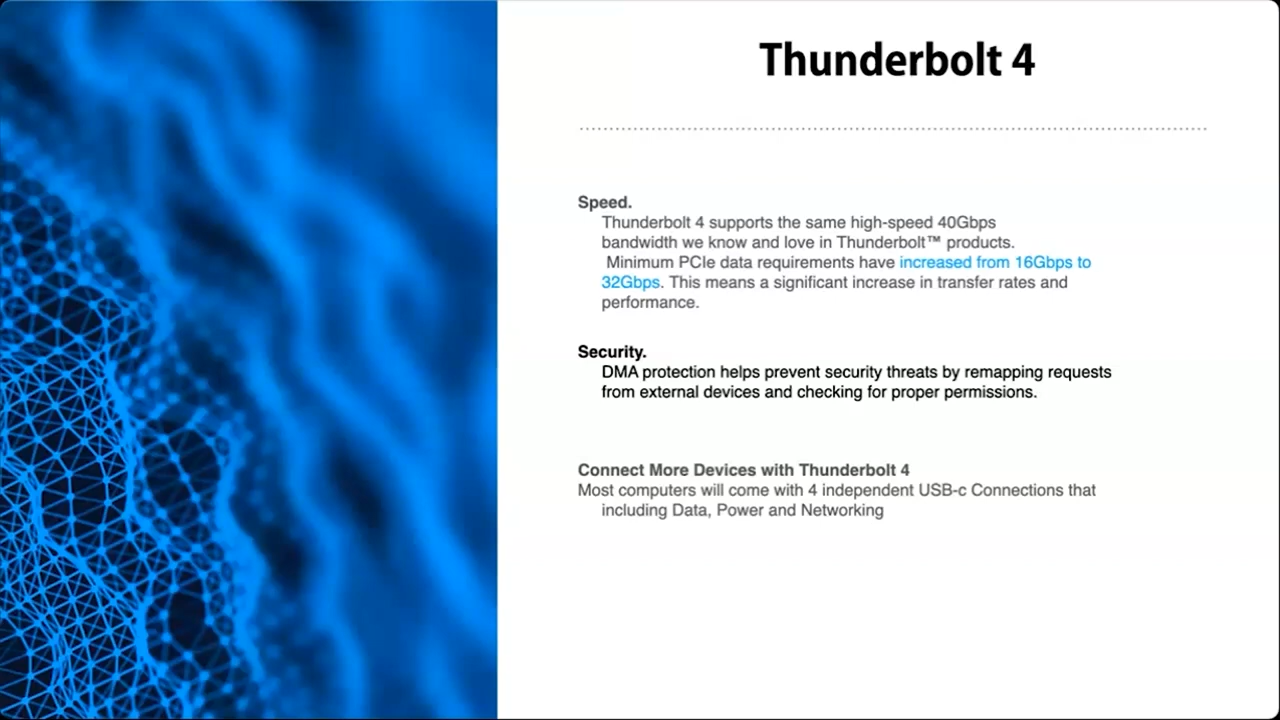 Thunderbolt 4
Speed.
Thunderbolt 4 supports the same high-speed 40Gbps
bandwidth we know and love in Thunderbolt™ products.
Minimum PCIe data requirements have increased from 16Gbps to
32Gbps. This means a significant increase in transfer rates and
performance.
Security.
DMA protection helps prevent security threats by remapping requests
from external devices and checking for proper permissions.
Connect More Devices with Thunderbolt 4
Most computers will come with 4 independent USB-c Connections that
including Data, Power and Networking